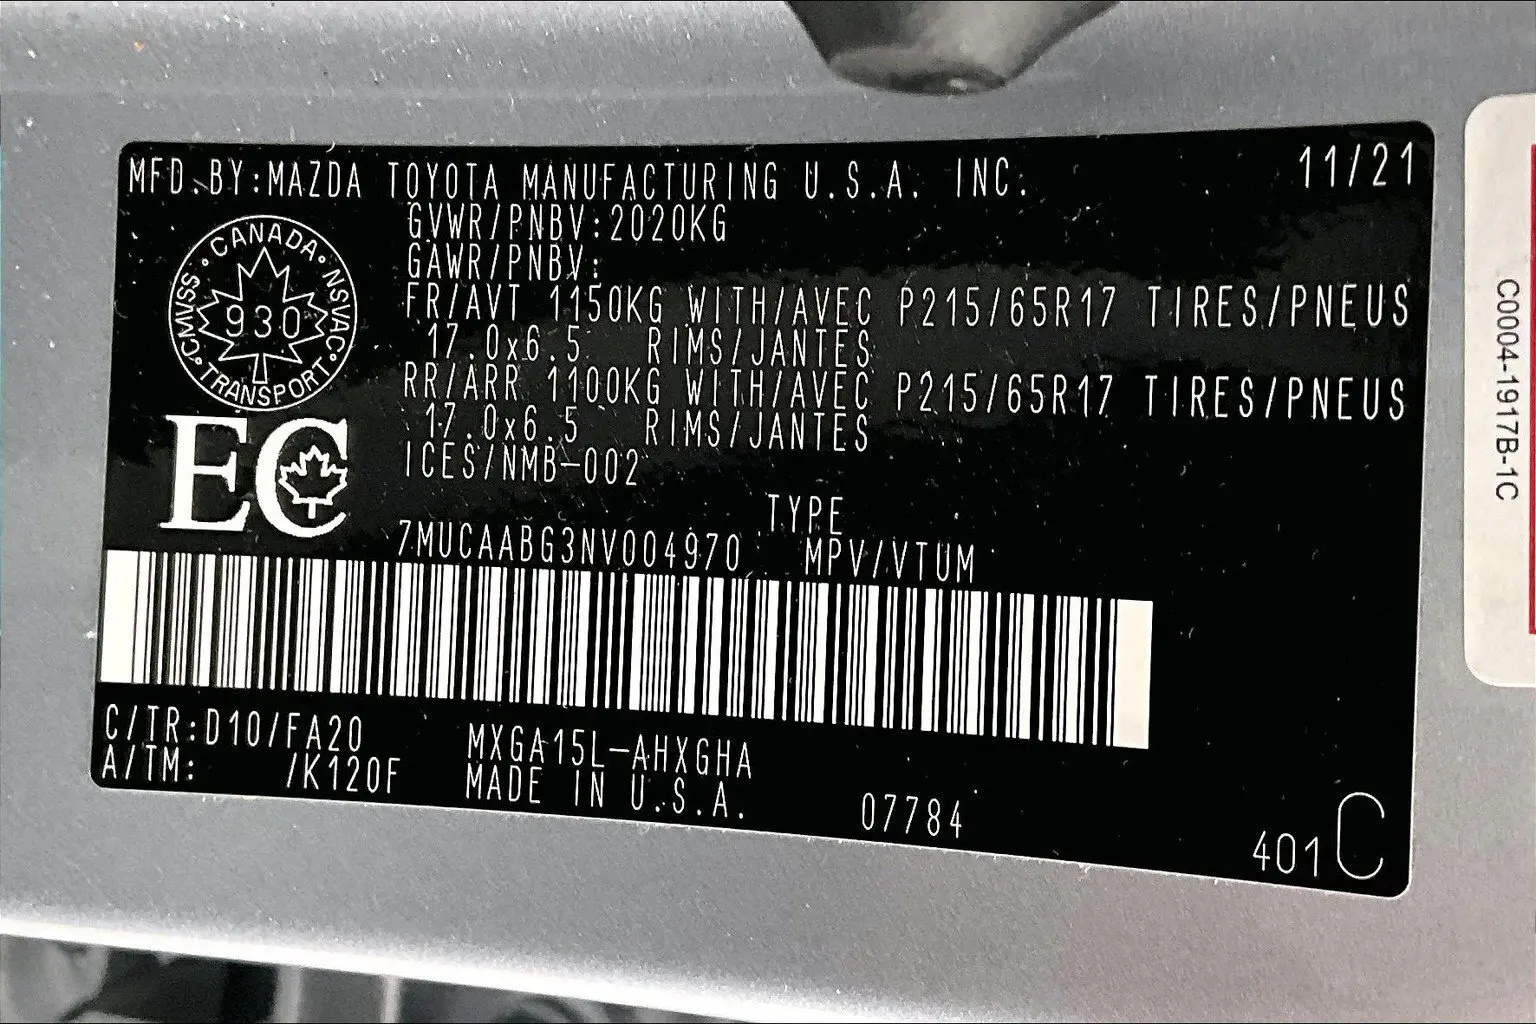 MFD.BY:MAZDA TOYOTA MANUFACTURING U.S.A. INC. 11/21
GVWR/PNBV:2020KG
GAWR/PNBV:
FR/AVT 1150KG WITH/AVEC P215/65R17 TIRES/PNEUS
17.0x6.5 RIMS/JANTES
RR/ARR 1100KG WITH/AVEC P215/65R17 TIRES/PNEUS
17.0x6.5 RIMS/JANTES
ICES/NMB-002
CANADA • NSVAC • TRANSPORT • CMVSS •
930
EC
TYPE
7MUCAABG3NV004970 MPV/VTUM
C/TR:D10/FA20 MXGA15L-AHXGHA
A/TM: /K120F MADE IN U.S.A.
07784
401C
C0004-1917B-1C